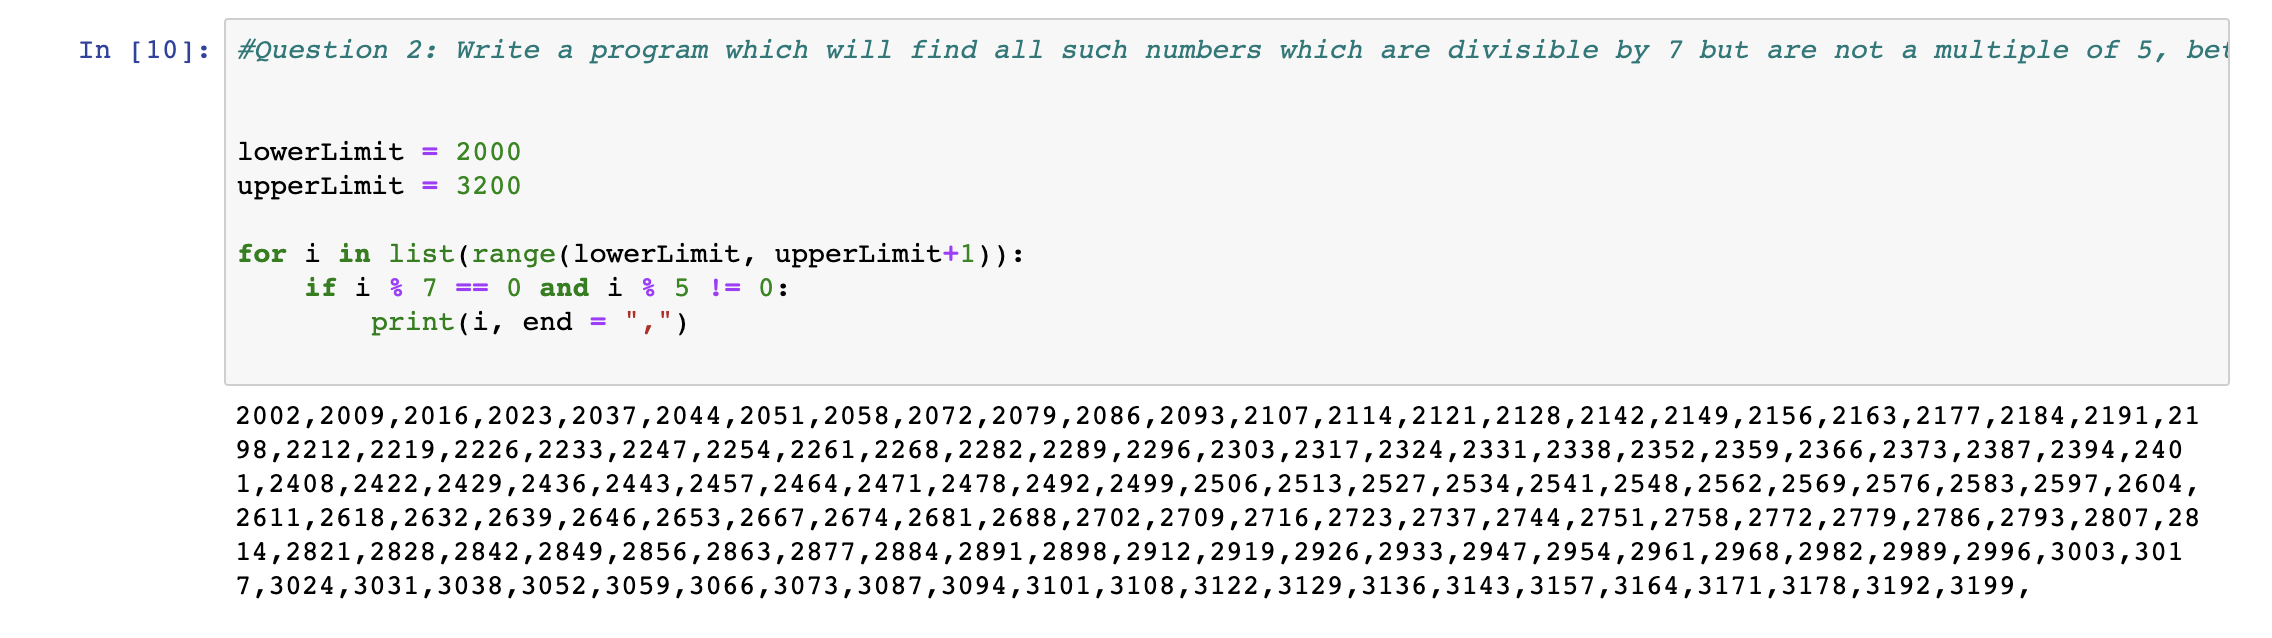 In [10]: #Question 2: Write a program which will find all such numbers which are divisible by 7 but are not a multiple of 5, bet
lowerLimit = 2000
upperLimit = 3200
for i in list(range(lowerLimit, upperLimit+1)):
    if i % 7 == 0 and i % 5 != 0:
        print(i, end = ",")
2002,2009,2016,2023,2037,2044,2051,2058,2072,2079,2086,2093,2107,2114,2121,2128,2142,2149,2156,2163,2177,2184,2191,21
98,2212,2219,2226,2233,2247,2254,2261,2268,2282,2289,2296,2303,2317,2324,2331,2338,2352,2359,2366,2373,2387,2394,240
1,2408,2422,2429,2436,2443,2457,2464,2471,2478,2492,2499,2506,2513,2527,2534,2541,2548,2562,2569,2576,2583,2597,2604,
2611,2618,2632,2639,2646,2653,2667,2674,2681,2688,2702,2709,2716,2723,2737,2744,2751,2758,2772,2779,2786,2793,2807,28
14,2821,2828,2842,2849,2856,2863,2877,2884,2891,2898,2912,2919,2926,2933,2947,2954,2961,2968,2982,2989,2996,3003,301
7,3024,3031,3038,3052,3059,3066,3073,3087,3094,3101,3108,3122,3129,3136,3143,3157,3164,3171,3178,3192,3199,